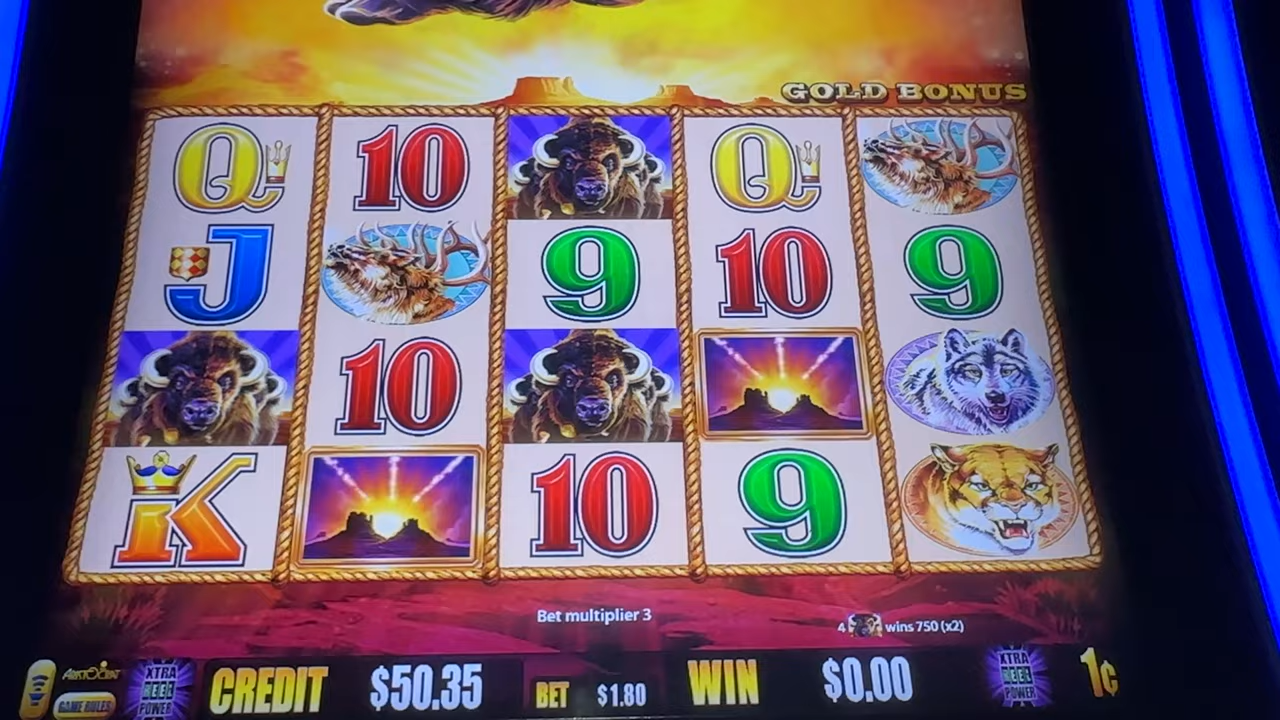 GOLD BONUS
Q 10 Q
J 9 10 9
10
K 10 9
Bet multiplier 3
4 wins 750 (x2)
ARISTOCRAT
GAME RULES
XTRA REEL POWER
CREDIT $50.35
BET $1.80
WIN $0.00
XTRA REEL POWER
1¢